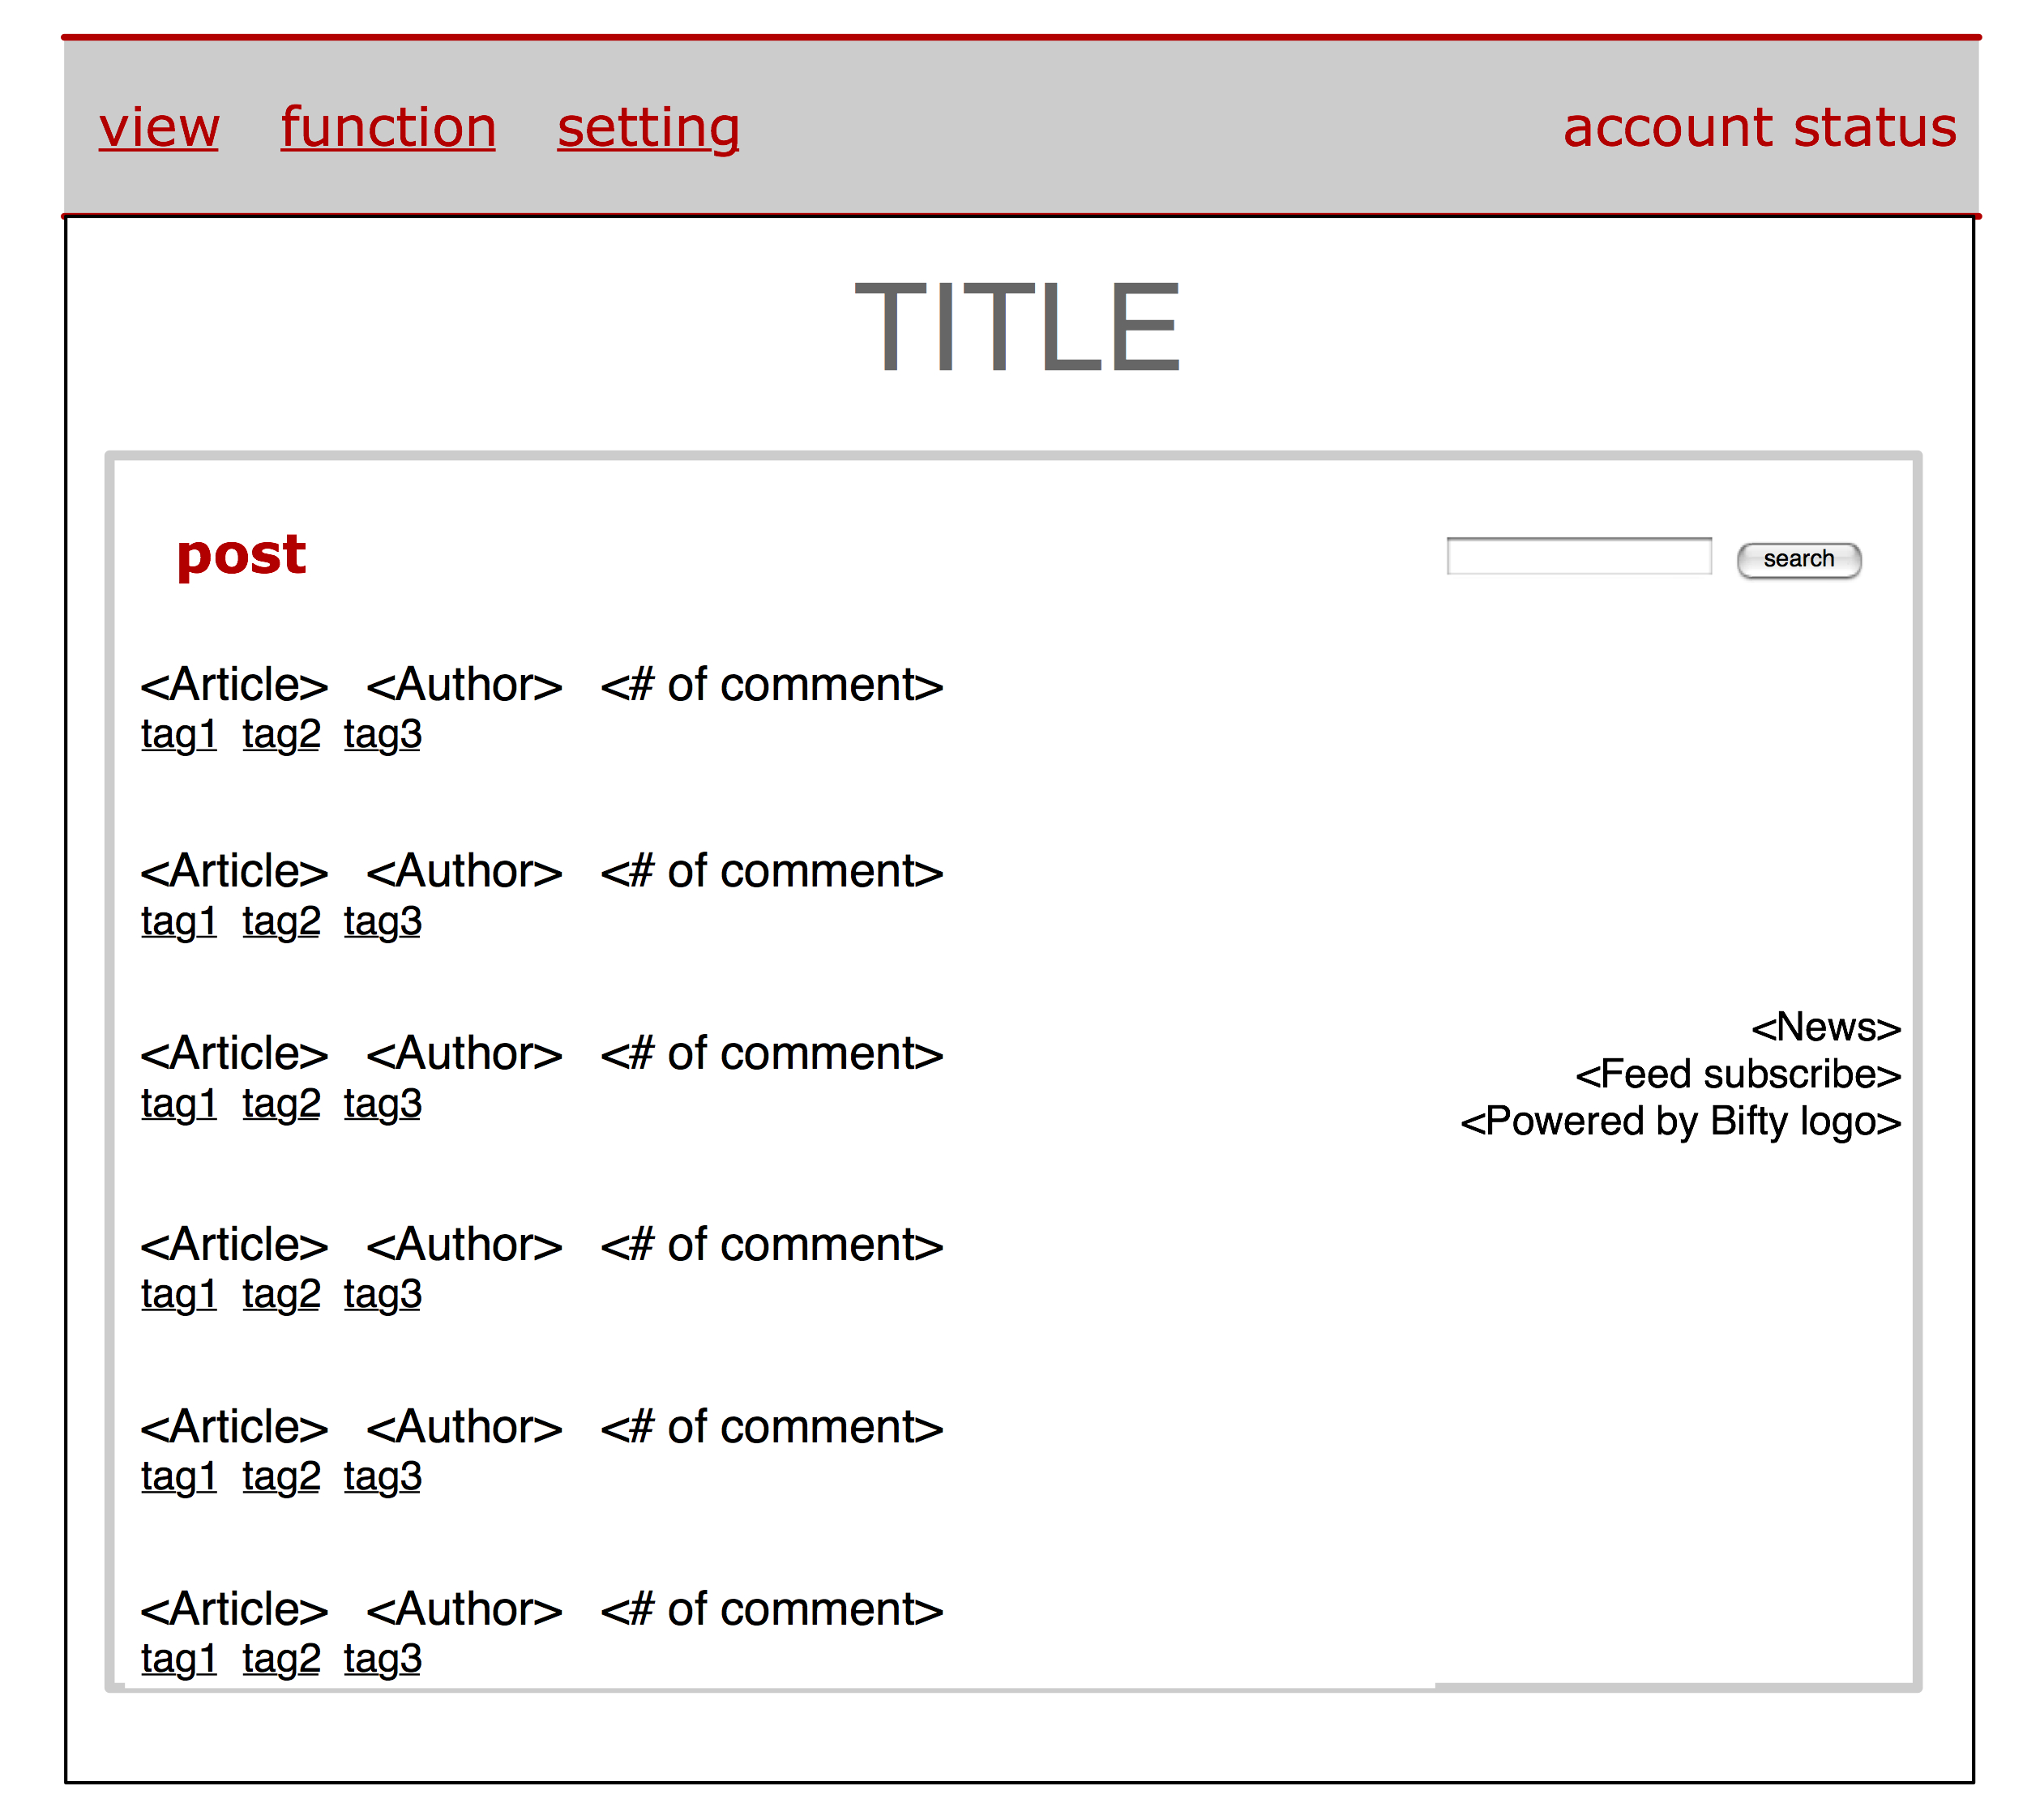 view function setting account status
TITLE
post search
<Article> <Author> <# of comment>
tag1 tag2 tag3
<Article> <Author> <# of comment>
tag1 tag2 tag3
<Article> <Author> <# of comment>
tag1 tag2 tag3
<News>
<Feed subscribe>
<Powered by Bifty logo>
<Article> <Author> <# of comment>
tag1 tag2 tag3
<Article> <Author> <# of comment>
tag1 tag2 tag3
<Article> <Author> <# of comment>
tag1 tag2 tag3